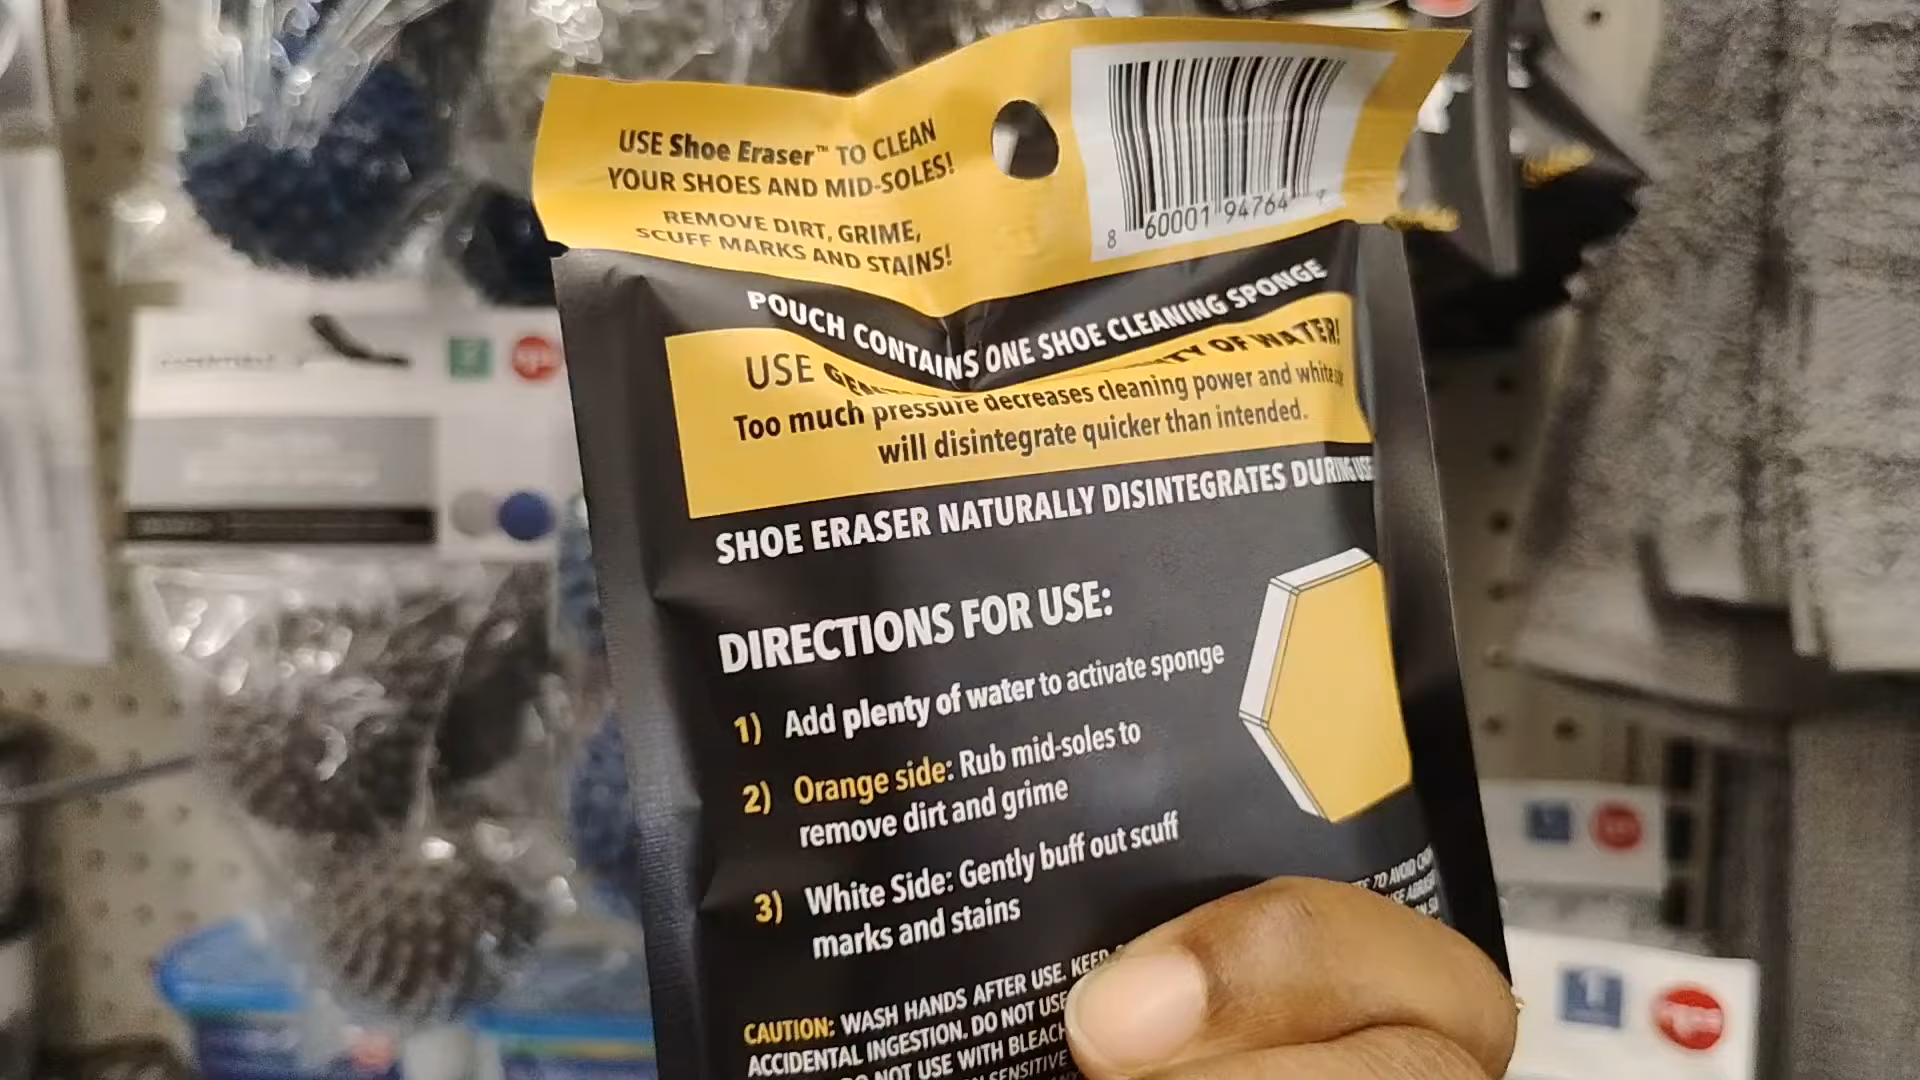 USE Shoe Eraser™ TO CLEAN
YOUR SHOES AND MID-SOLES!
REMOVE DIRT, GRIME,
SCUFF MARKS AND STAINS!
8 60001 94764
POUCH CONTAINS ONE SHOE CLEANING SPONGE
USE OF WATER!
Too much pressure decreases cleaning power and white
will disintegrate quicker than intended.
SHOE ERASER NATURALLY DISINTEGRATES DURING USE
DIRECTIONS FOR USE:
1) Add plenty of water to activate sponge
2) Orange side: Rub mid-soles to
remove dirt and grime
3) White Side: Gently buff out scuff
marks and stains
TO AVOID
CAUTION: WASH HANDS AFTER USE. KEEP
ACCIDENTAL INGESTION. DO NOT USE
NOT USE WITH BLEACH
SENSITIVE